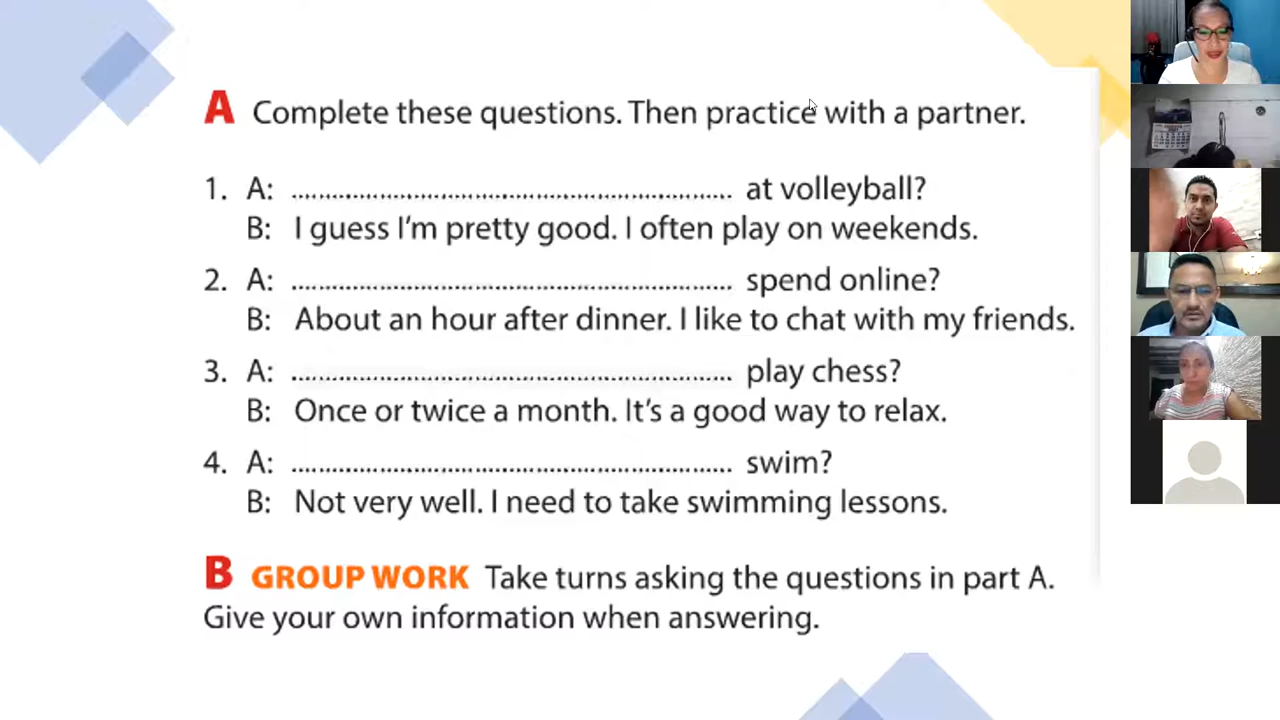 A Complete these questions. Then practice with a partner.
1. A: ................................................................ at volleyball?
B: I guess I'm pretty good. I often play on weekends.
2. A: ................................................................ spend online?
B: About an hour after dinner. I like to chat with my friends.
3. A: ................................................................ play chess?
B: Once or twice a month. It's a good way to relax.
4. A: ................................................................ swim?
B: Not very well. I need to take swimming lessons.
B GROUP WORK Take turns asking the questions in part A.
Give your own information when answering.